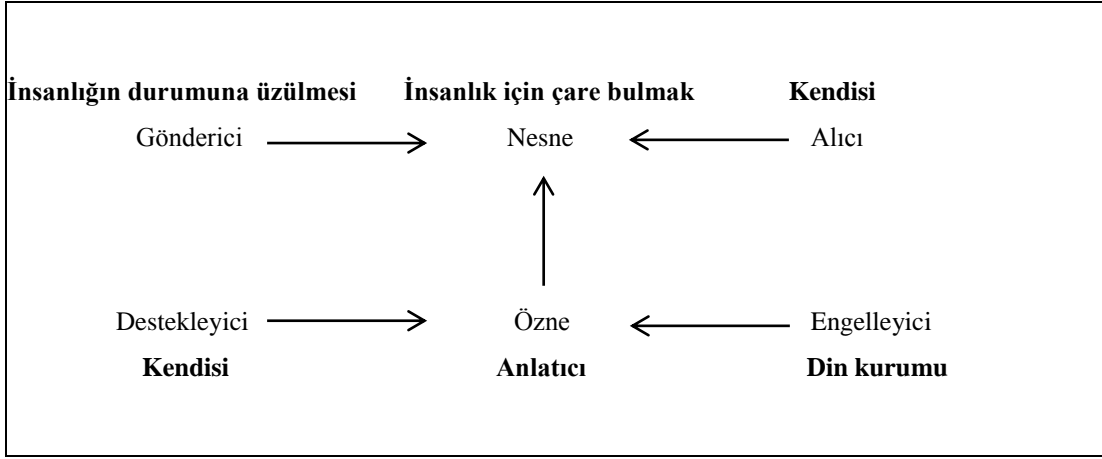 İnsanlığın durumuna üzülmesi İnsanlık için çare bulmak Kendisi
Gönderici Nesne Alıcı
Destekleyici Özne Engelleyici
Kendisi Anlatıcı Din kurumu